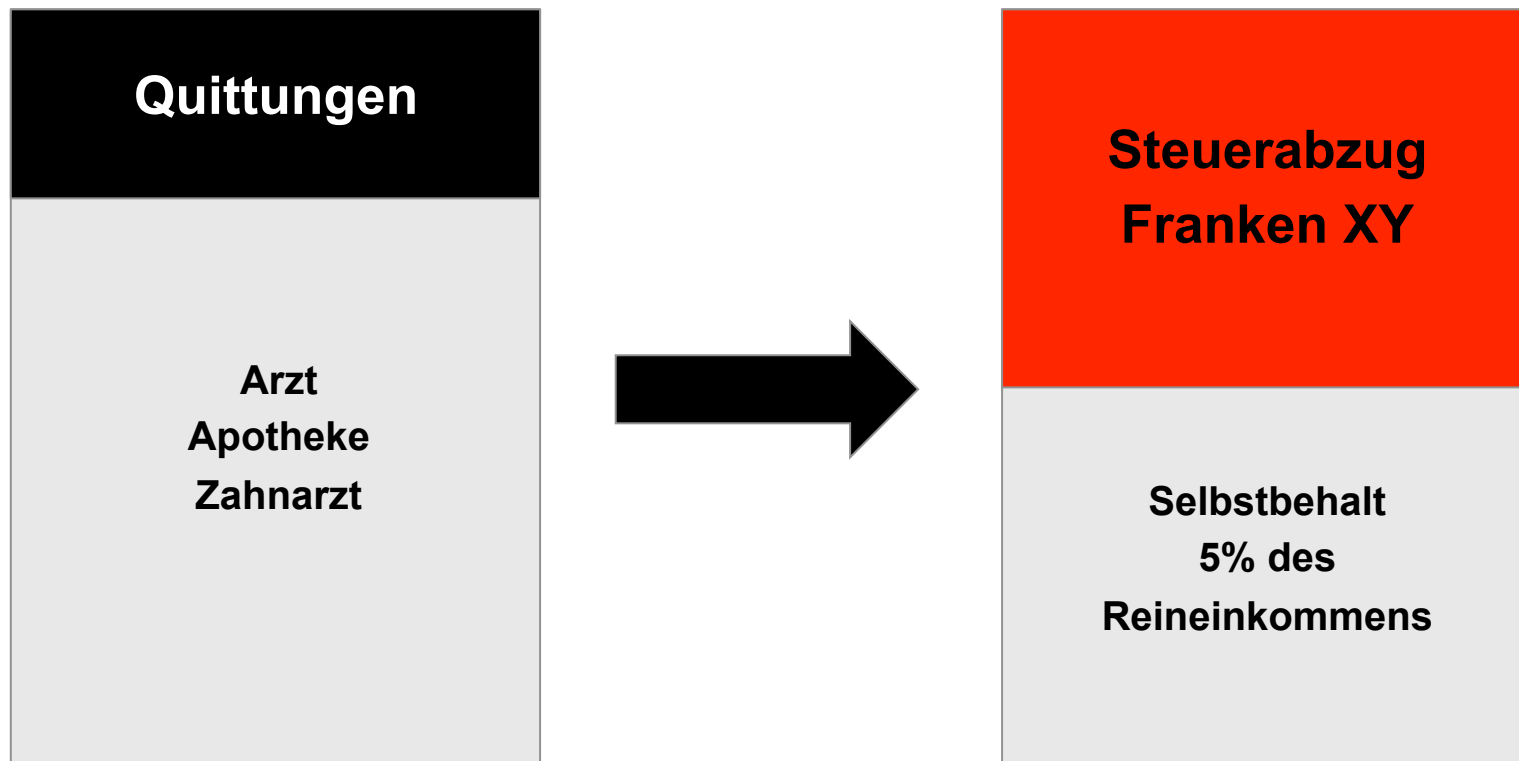 Quittungen
Arzt
Apotheke
Zahnarzt
Steuerabzug
Franken XY
Selbstbehalt
5% des
Reineinkommens